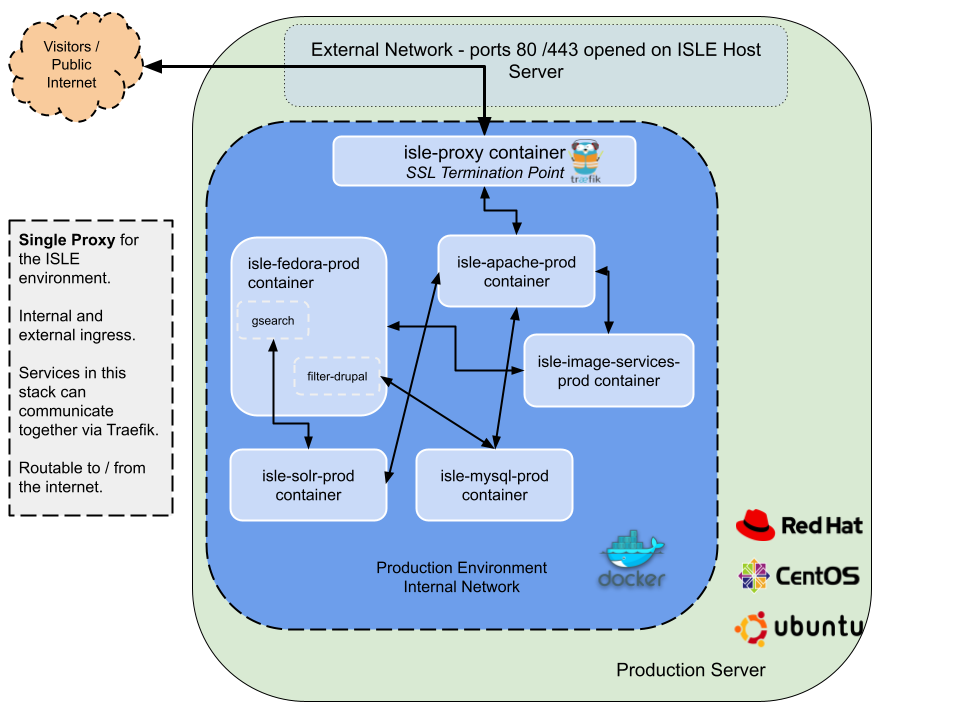 Visitors /
Public
Internet
External Network - ports 80 /443 opened on ISLE Host
Server
isle-proxy container
SSL Termination Point
træfik
Single Proxy for
the ISLE
environment.
Internal and
external ingress.
Services in this
stack can
communicate
together via Traefik.
Routable to / from
the internet.
isle-fedora-prod
container
gsearch
filter-drupal
isle-apache-prod
container
isle-image-services-
prod container
isle-solr-prod
container
isle-mysql-prod
container
Production Environment
Internal Network
docker
Red Hat
CentOS
ubuntu
Production Server